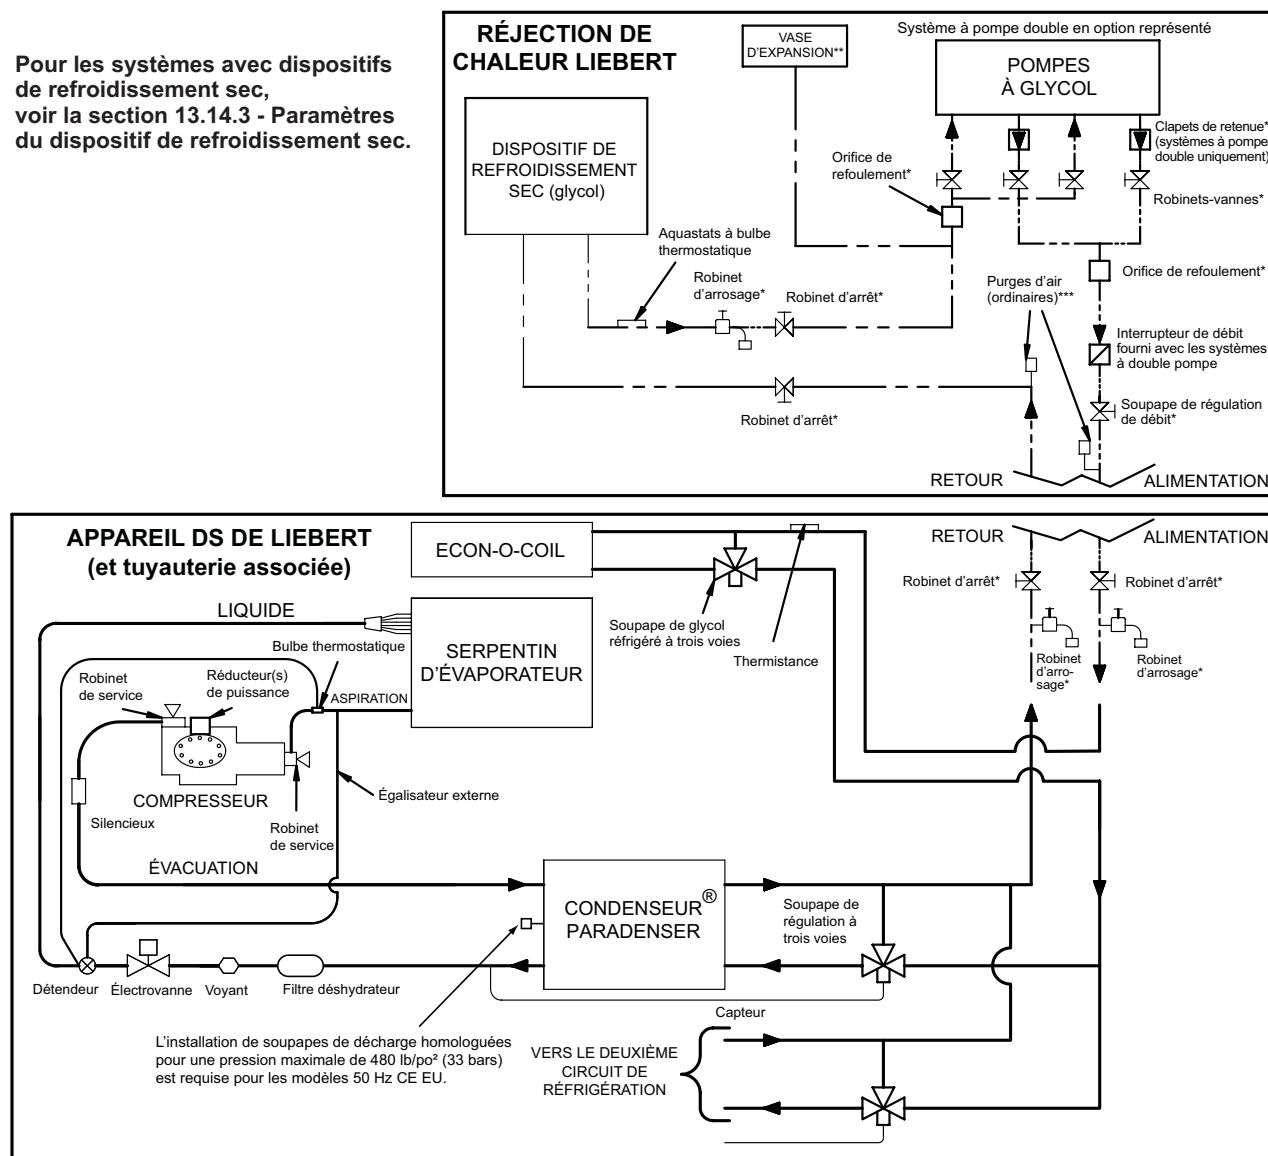 Pour les systèmes avec dispositifs
de refroidissement sec,
voir la section 13.14.3 - Paramètres
du dispositif de refroidissement sec.
RÉJECTION DE
CHALEUR LIEBERT
VASE
D'EXPANSION**
Système à pompe double en option représenté
POMPES
À GLYCOL
DISPOSITIF DE
REFROIDISSEMENT
SEC (glycol)
Orifice de
refoulement*
Clapets de retenue*
(systèmes à pompe
double uniquement)
Robinets-vannes*
Aquastats à bulbe
thermostatique
Robinet
d'arrosage*
Robinet d'arrêt*
Purges d'air
(ordinaires)***
Orifice de refoulement*
Interrupteur de débit
fourni avec les systèmes
à double pompe
Robinet d'arrêt*
Soupape de régulation
de débit*
RETOUR
ALIMENTATION
APPAREIL DS DE LIEBERT
(et tuyauterie associée)
ECON-O-COIL
RETOUR
ALIMENTATION
Robinet d'arrêt*
Robinet d'arrêt*
LIQUIDE
Soupape de glycol
réfrigéré à trois voies
Thermistance
Bulbe thermostatique
SERPENTIN
D'ÉVAPORATEUR
Robinet
d'arro-
sage*
Robinet
d'arrosage*
Robinet
de service
Réducteur(s)
de puissance
ASPIRATION
COMPRESSEUR
Égalisateur externe
Silencieux
Robinet
de service
ÉVACUATION
CONDENSEUR®
PARADENSER
Soupape de
régulation à
trois voies
Détendeur
Électrovanne
Voyant
Filtre déshydrateur
Capteur
L'installation de soupapes de décharge homologuées
pour une pression maximale de 480 lb/po² (33 bars)
est requise pour les modèles 50 Hz CE EU.
VERS LE DEUXIÈME
CIRCUIT DE
RÉFRIGÉRATION